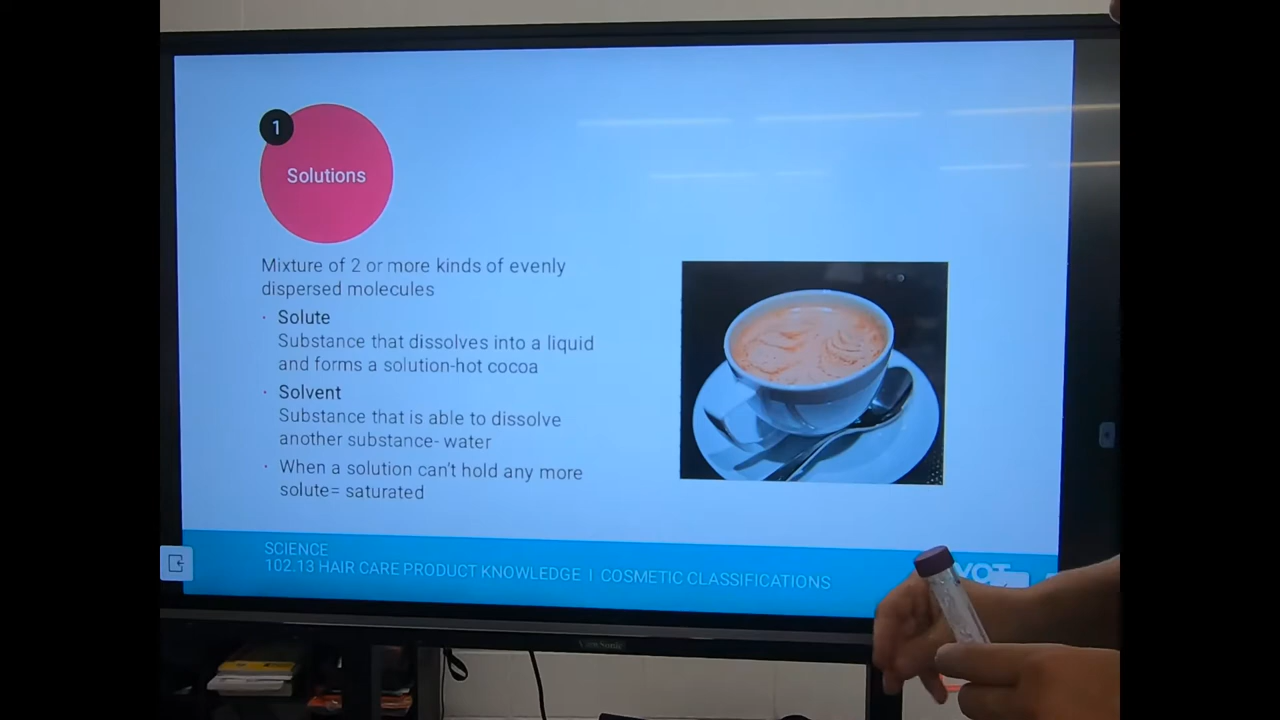 1
Solutions
Mixture of 2 or more kinds of evenly
dispersed molecules
• Solute
Substance that dissolves into a liquid
and forms a solution-hot cocoa
• Solvent
Substance that is able to dissolve
another substance- water
• When a solution can't hold any more
solute= saturated
SCIENCE
102.13 HAIR CARE PRODUCT KNOWLEDGE | COSMETIC CLASSIFICATIONS
ViewSonic